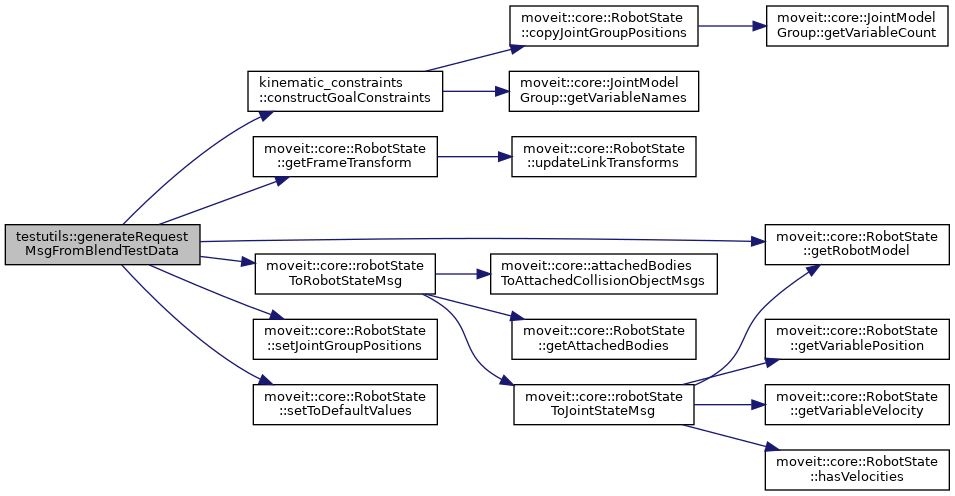 moveit::core::RobotState
::copyJointGroupPositions
moveit::core::JointModel
Group::getVariableCount
kinematic_constraints
::constructGoalConstraints
moveit::core::JointModel
Group::getVariableNames
moveit::core::RobotState
::getFrameTransform
moveit::core::RobotState
::updateLinkTransforms
testutils::generateRequest
MsgFromBlendTestData
moveit::core::RobotState
::getRobotModel
moveit::core::robotState
ToRobotStateMsg
moveit::core::attachedBodies
ToAttachedCollisionObjectMsgs
moveit::core::RobotState
::setJointGroupPositions
moveit::core::RobotState
::getAttachedBodies
moveit::core::RobotState
::getVariablePosition
moveit::core::RobotState
::setToDefaultValues
moveit::core::robotState
ToJointStateMsg
moveit::core::RobotState
::getVariableVelocity
moveit::core::RobotState
::hasVelocities